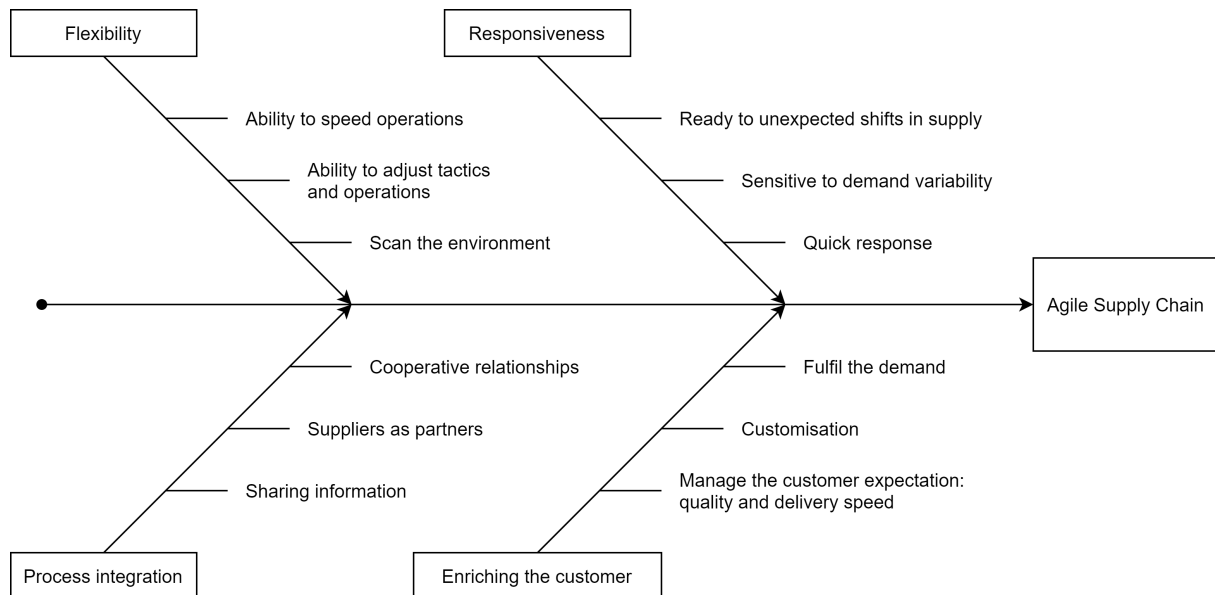 Flexibility
Responsiveness
Ability to speed operations
Ready to unexpected shifts in supply
Ability to adjust tactics
and operations
Sensitive to demand variability
Scan the environment
Quick response
Agile Supply Chain
Cooperative relationships
Fulfil the demand
Suppliers as partners
Customisation
Sharing information
Manage the customer expectation:
quality and delivery speed
Process integration
Enriching the customer